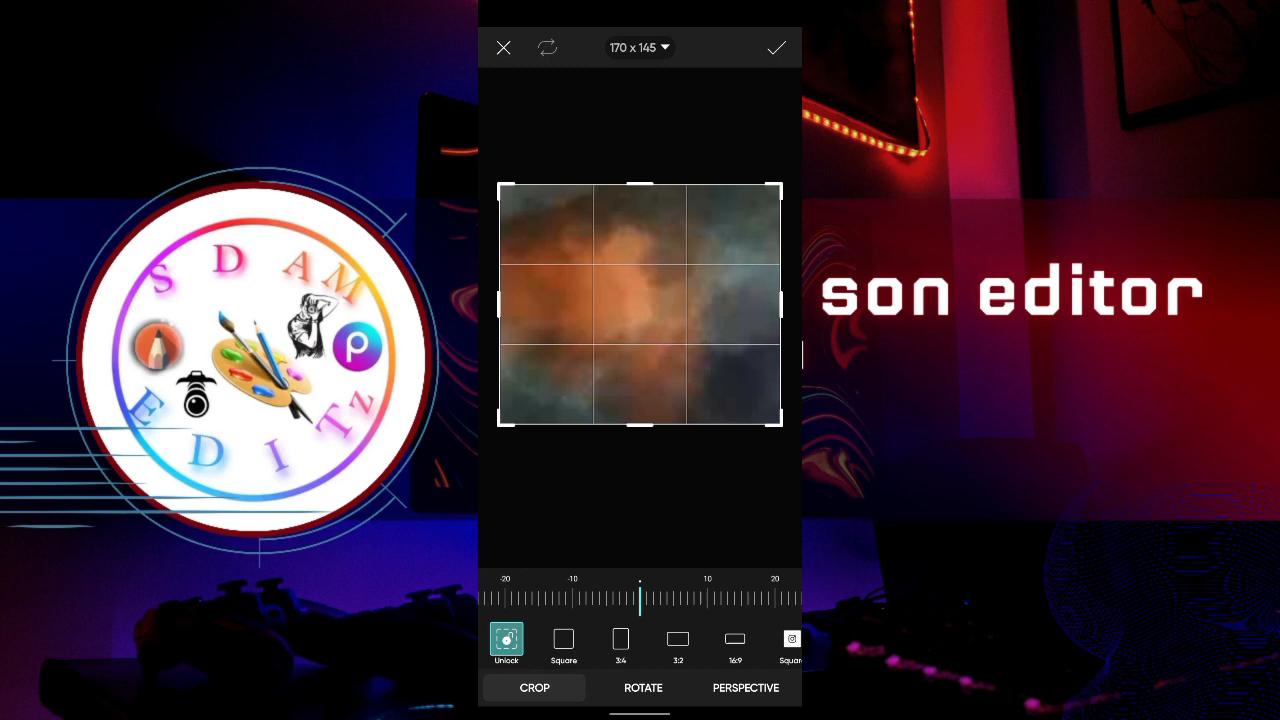 170 x 145
S D A M
E D I T z
son editor
-20 -10 10 20
Unlock Square 3:4 3:2 16:9 Squar
CROP ROTATE PERSPECTIVE